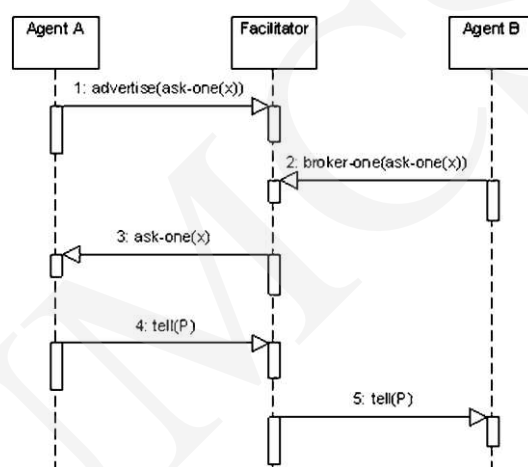 Agent A
Facilitator
Agent B
1: advertise(ask-one(x))
2: broker-one(ask-one(x))
3: ask-one(x)
4: tell(P)
5: tell(P)